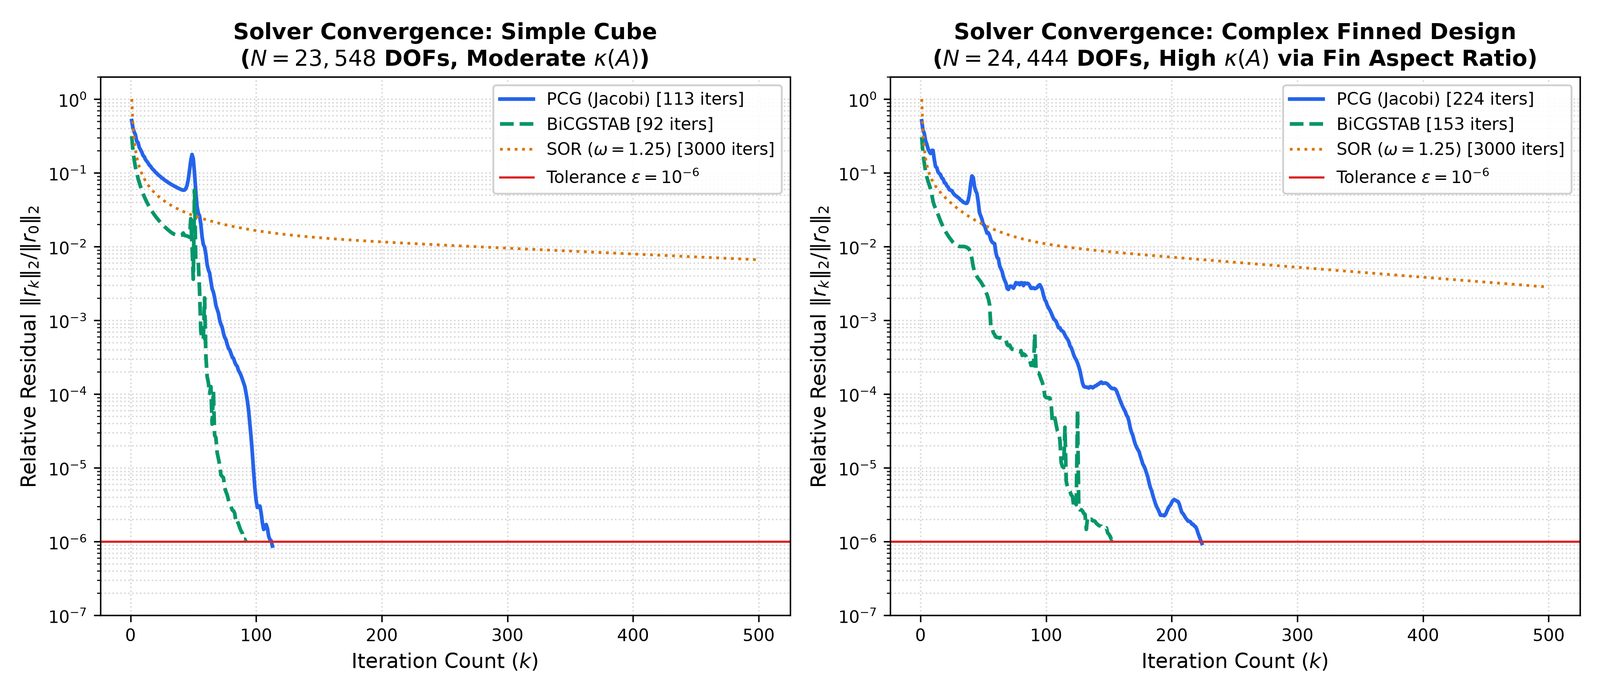 Solver Convergence: Simple Cube
(N = 23, 548 DOFs, Moderate κ(A))
PCG (Jacobi) [113 iters]
BiCGSTAB [92 iters]
SOR (ω = 1.25) [3000 iters]
Tolerance ε = 10⁻⁶
Relative Residual ‖rₖ‖₂/‖r₀‖₂
10⁰
10⁻¹
10⁻²
10⁻³
10⁻⁴
10⁻⁵
10⁻⁶
10⁻⁷
0 100 200 300 400 500
Iteration Count (k)
Solver Convergence: Complex Finned Design
(N = 24, 444 DOFs, High κ(A) via Fin Aspect Ratio)
PCG (Jacobi) [224 iters]
BiCGSTAB [153 iters]
SOR (ω = 1.25) [3000 iters]
Tolerance ε = 10⁻⁶
Relative Residual ‖rₖ‖₂/‖r₀‖₂
10⁰
10⁻¹
10⁻²
10⁻³
10⁻⁴
10⁻⁵
10⁻⁶
10⁻⁷
0 100 200 300 400 500
Iteration Count (k)